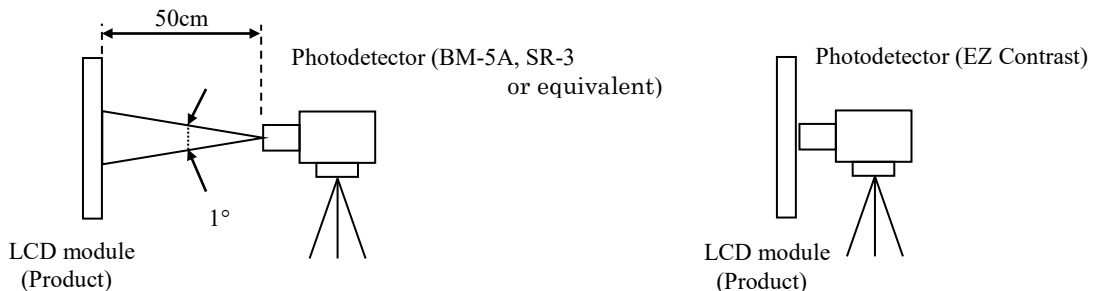 50cm
Photodetector (BM-5A, SR-3
or equivalent)
1°
LCD module
(Product)
Photodetector (EZ Contrast)
LCD module
(Product)